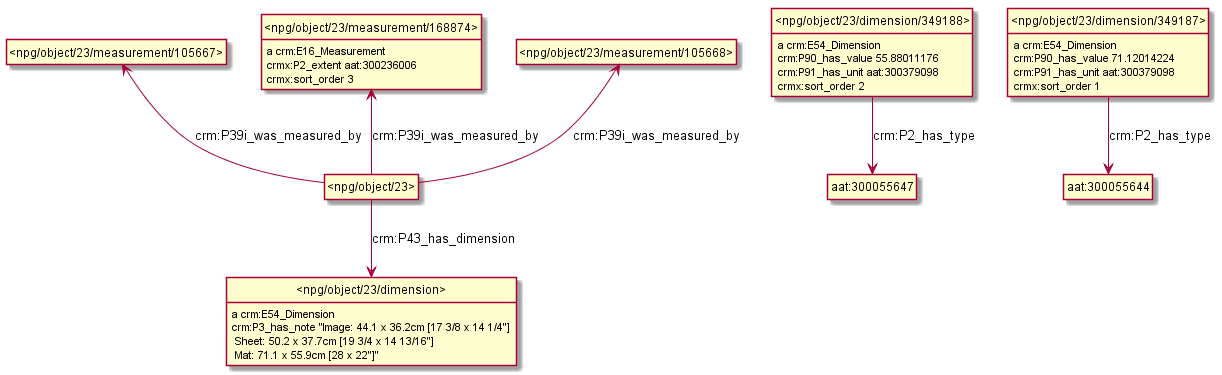 <npg/object/23/measurement/105667>
<npg/object/23/measurement/168874>
a crm:E16_Measurement
crmx:P2_extent aat:300236006
crmx:sort_order 3
<npg/object/23/measurement/105668>
<npg/object/23/dimension/349188>
a crm:E54_Dimension
crm:P90_has_value 55.88011176
crm:P91_has_unit aat:300379098
crmx:sort_order 2
<npg/object/23/dimension/349187>
a crm:E54_Dimension
crm:P90_has_value 71.12014224
crm:P91_has_unit aat:300379098
crmx:sort_order 1
crm:P39i_was_measured_by
crm:P39i_was_measured_by
crm:P39i_was_measured_by
crm:P2_has_type
crm:P2_has_type
<npg/object/23>
aat:300055647
aat:300055644
crm:P43_has_dimension
<npg/object/23/dimension>
a crm:E54_Dimension
crm:P3_has_note "Image: 44.1 x 36.2cm [17 3/8 x 14 1/4"]
Sheet: 50.2 x 37.7cm [19 3/4 x 14 13/16"]
Mat: 71.1 x 55.9cm [28 x 22"]"